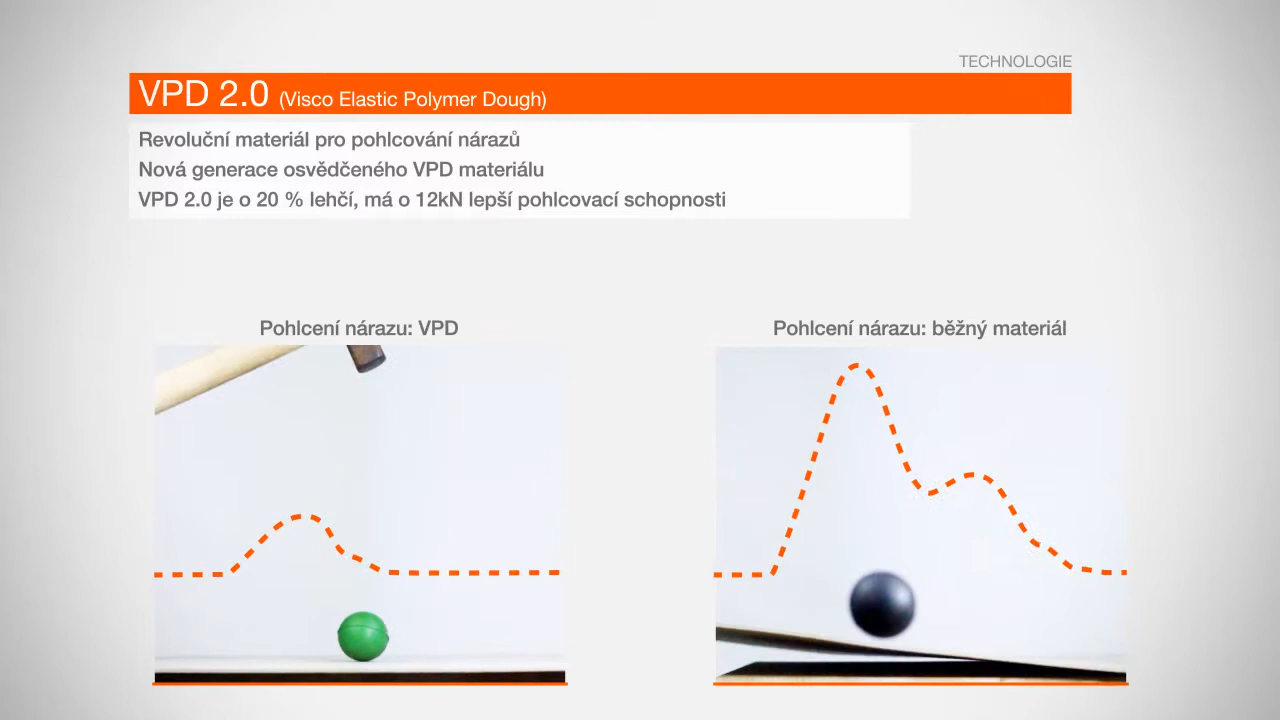 TECHNOLOGIE
VPD 2.0 (Visco Elastic Polymer Dough)
Revoluční materiál pro pohlcování nárazů
Nová generace osvědčeného VPD materiálu
VPD 2.0 je o 20 % lehčí, má o 12kN lepší pohlcovací schopnosti
Pohlcení nárazu: VPD
Pohlcení nárazu: běžný materiál